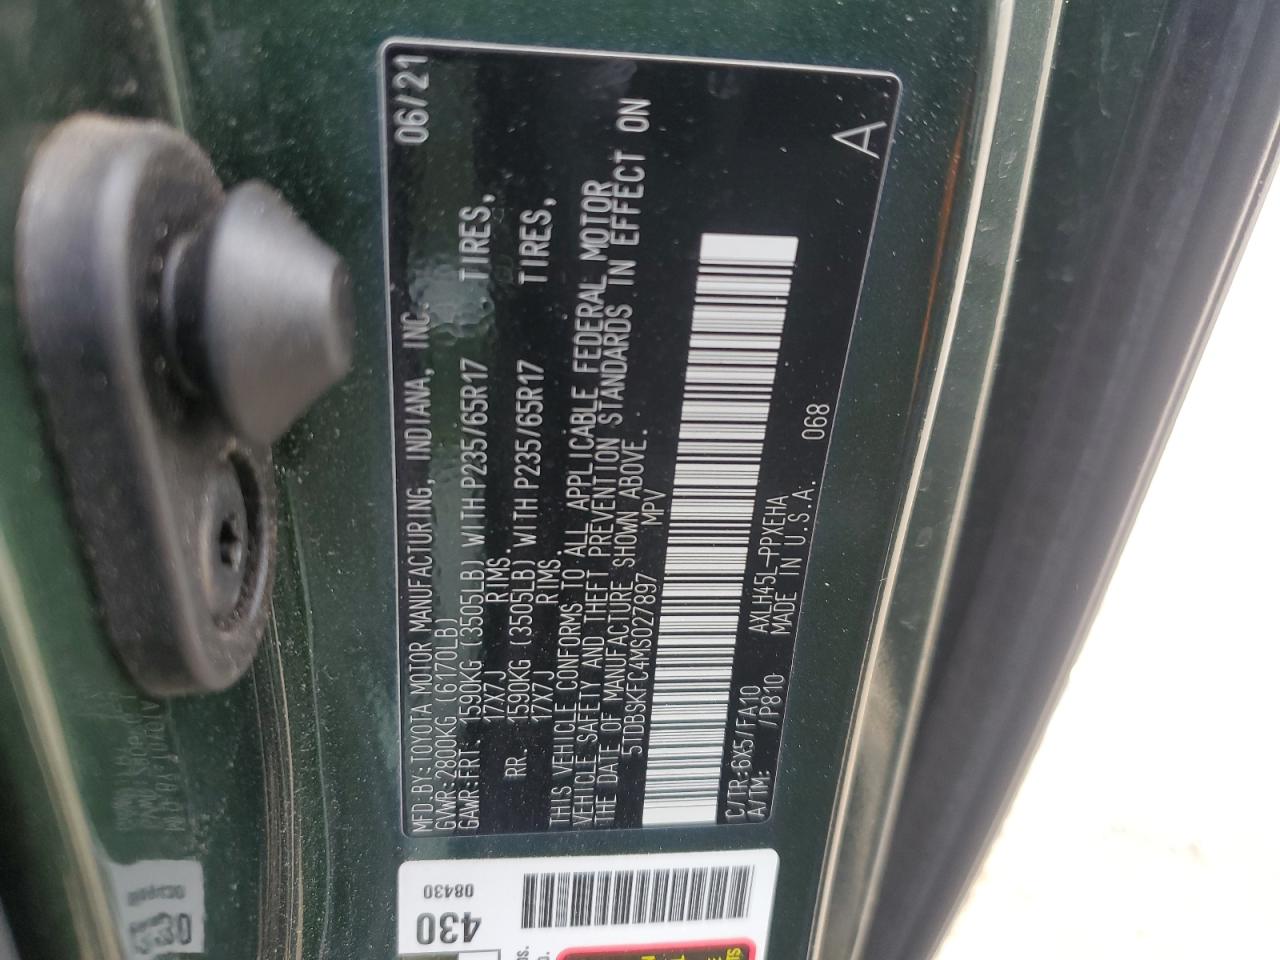 MFD.BY:TOYOTA MOTOR MANUFACTURING, INDIANA, INC. 06/21
GVWR:2800KG(6170LB)
GAWR:FRT. 1590KG (3505LB) WITH P235/65R17 TIRES,
17X7J RIMS.
RR. 1590KG (3505LB) WITH P235/65R17 TIRES,
17X7J RIMS.
THIS VEHICLE CONFORMS TO ALL APPLICABLE FEDERAL MOTOR
VEHICLE SAFETY AND THEFT PREVENTION STANDARDS IN EFFECT ON
THE DATE OF MANUFACTURE SHOWN ABOVE.
5TDBSKFC4MS027897 MPV
C/TR:6X5/FA10 AXLH45L-PPXEHA
A/TM: /P810 MADE IN U.S.A. 068
A
08430
430